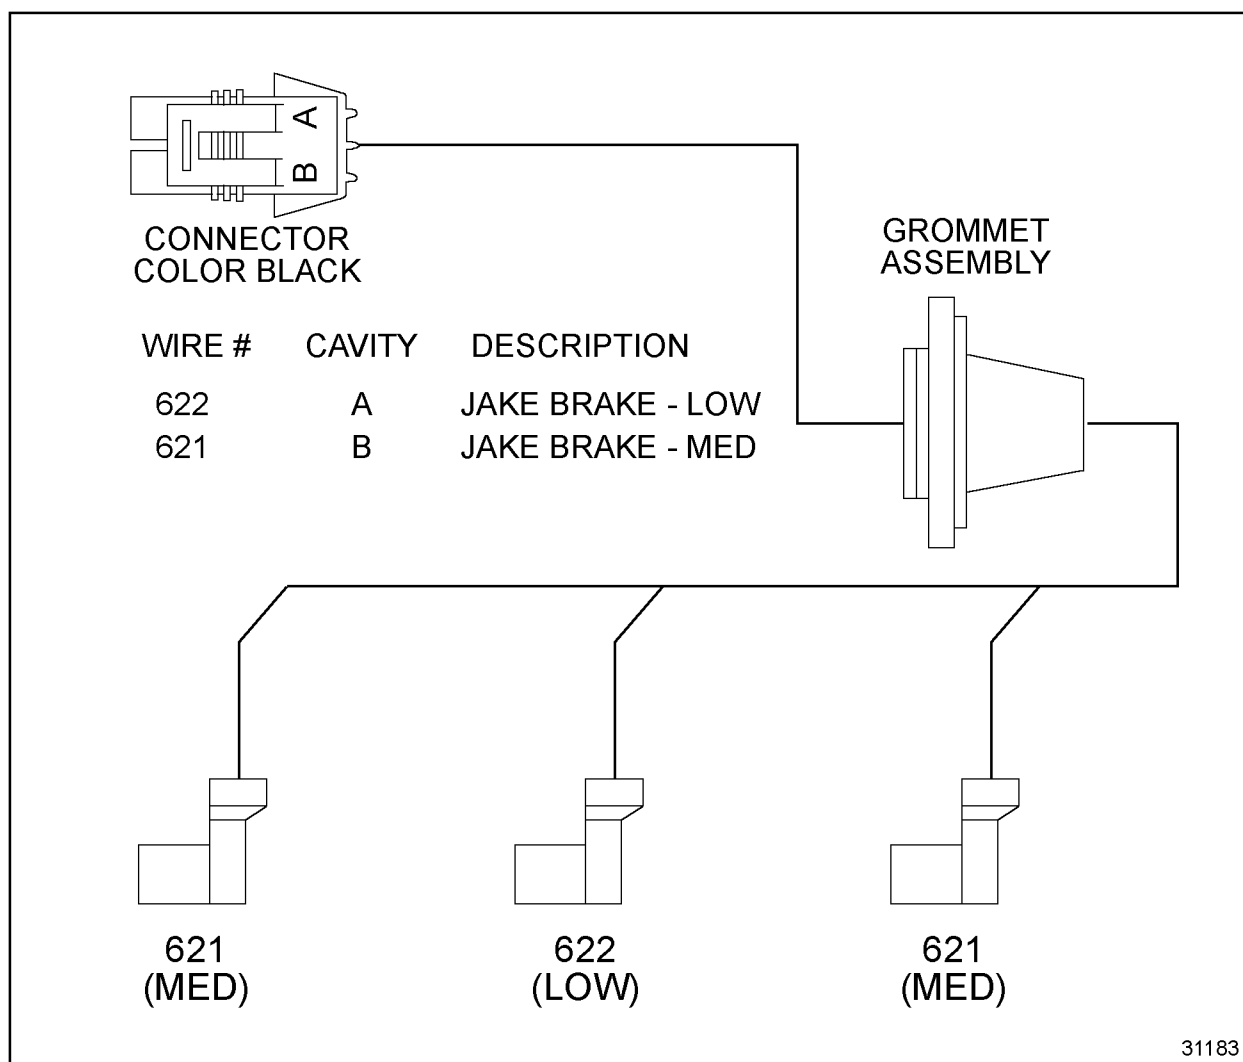 A
B
CONNECTOR
COLOR BLACK
GROMMET
ASSEMBLY
WIRE # CAVITY DESCRIPTION
622 A JAKE BRAKE - LOW
621 B JAKE BRAKE - MED
621
(MED)
622
(LOW)
621
(MED)
31183